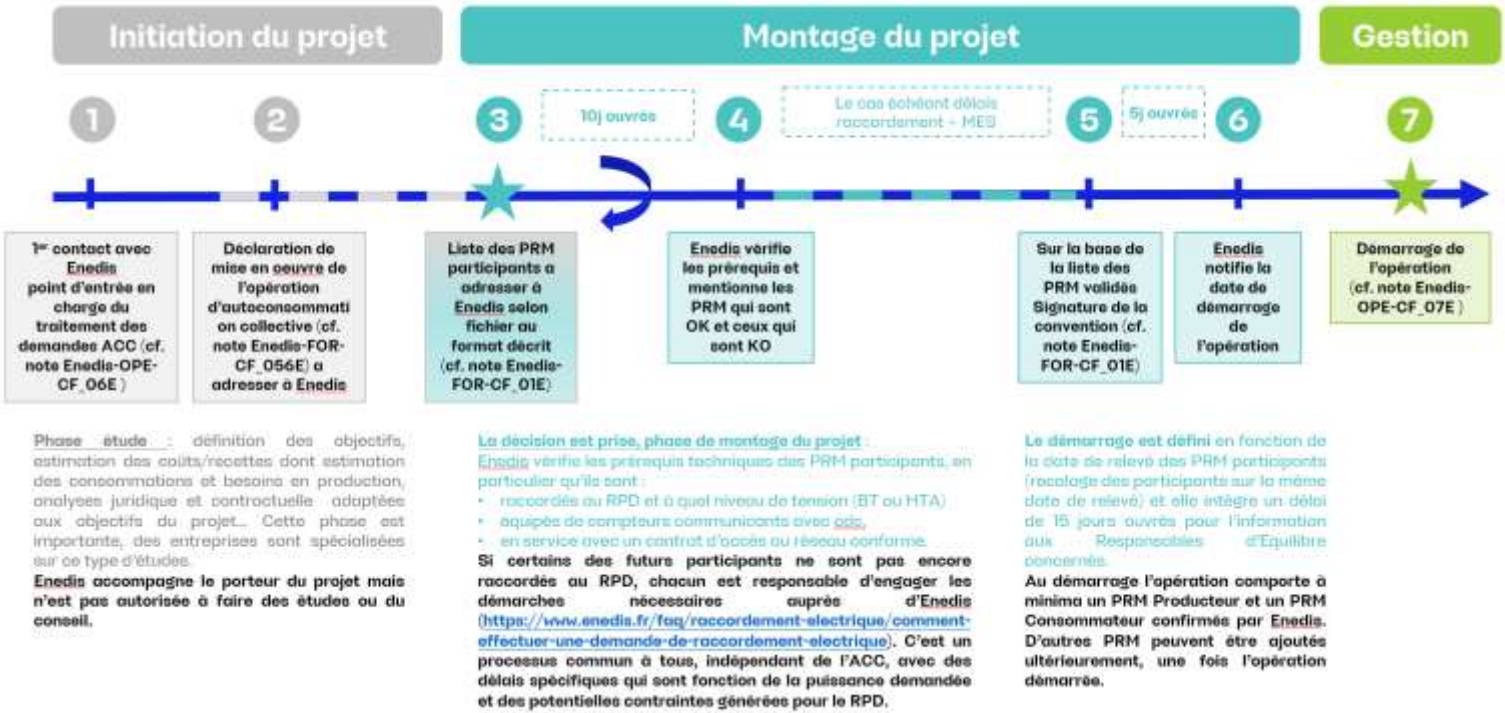 Initiation du projet
Montage du projet
Gestion
1
2
3
10j ouvrés
4
Le cas échéant délais
raccordement + MES
5
5j ouvrés
6
7
1er contact avec
Enedis
point d'entrée en
charge du
traitement des
demandes ACC (cf.
note Enedis-OPE-
CF_06E )
Déclaration de
mise en oeuvre de
l'opération
d'autoconsommati
on collective (cf.
note Enedis-FOR-
CF_056E) a
adresser à Enedis
Liste des PRM
participants a
adresser à
Enedis selon
fichier au
format décrit
(cf. note Enedis-
FOR-CF_01E)
Enedis vérifie
les prérequis et
mentionne les
PRM qui sont
OK et ceux qui
sont KO
Sur la base de
la liste des
PRM validés
Signature de la
convention (cf.
note Enedis-
FOR-CF_01E)
Enedis
notifie la
date de
démarrage
de
l'opération
Démarrage de
l'opération
(cf. note Enedis-
OPE-CF_07E )
Phase étude : définition des objectifs,
estimation des coûts/recettes dont estimation
des consommations et besoins en production,
analyses juridique et contractuelle adaptées
aux objectifs du projet... Cette phase est
importante, des entreprises sont spécialisées
sur ce type d'études.
Enedis accompagne le porteur du projet mais
n'est pas autorisée à faire des études ou du
conseil.
La décision est prise, phase de montage du projet :
Enedis vérifie les prérequis techniques des PRM participants, en
particulier qu'ils sont :
• raccordés au RPD et à quel niveau de tension (BT ou HTA)
• équipés de compteurs communicants avec cdc,
• en service avec un contrat d'accès au réseau conforme.
Si certains des futurs participants ne sont pas encore
raccordés au RPD, chacun est responsable d'engager les
démarches nécessaires auprès d'Enedis
(https://www.enedis.fr/faq/raccordement-electrique/comment-
effectuer-une-demande-de-raccordement-electrique). C'est un
processus commun à tous, indépendant de l'ACC, avec des
délais spécifiques qui sont fonction de la puissance demandée
et des potentielles contraintes générées pour le RPD.
Le démarrage est défini en fonction de
la date de relevé des PRM participants
(recalage des participants sur la même
date de relevé) et elle intègre un délai
de 15 jours ouvrés pour l'information
aux Responsables d'Equilibre
concernés.
Au démarrage l'opération comporte à
minima un PRM Producteur et un PRM
Consommateur confirmés par Enedis.
D'autres PRM peuvent être ajoutés
ultérieurement, une fois l'opération
démarrée.